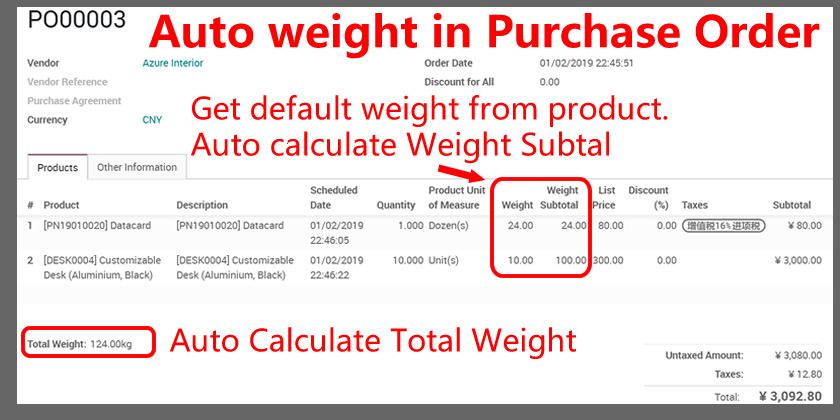 PO00003
Auto weight in Purchase Order
Vendor Azure Interior Order Date 01/02/2019 22:45:51
Vendor Reference Discount for All 0.00
Purchase Agreement
Currency CNY
Get default weight from product.
Auto calculate Weight Subtal
Products Other Information
# Product Description Scheduled Date Quantity Product Unit of Measure Weight Weight Subtotal List Price Discount (%) Taxes Subtotal
1 [PN19010020] Datacard [PN19010020] Datacard 01/02/2019 1.000 Dozen(s) 24.00 24.00 80.00 0.00 增值税16%进项税 ¥ 80.00
22:46:05
2 [DESK0004] Customizable [DESK0004] Customizable 01/02/2019 10.000 Unit(s) 10.00 100.00 300.00 0.00 ¥ 3,000.00
Desk (Aluminium, Black) Desk (Aluminium, Black) 22:46:22
Total Weight: 124.00kg
Auto Calculate Total Weight
Untaxed Amount: ¥ 3,080.00
Taxes: ¥ 12.80
Total: ¥ 3,092.80